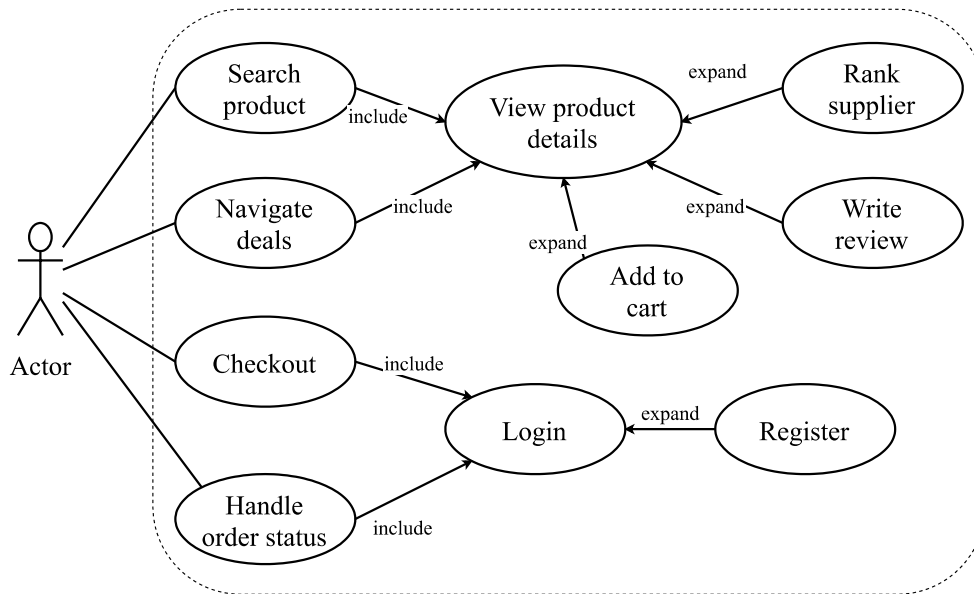 Search
product
include
View product
details
expand
Rank
supplier
Navigate
deals
include
expand
Write
review
expand
Add to
cart
Actor
Checkout
include
Login
expand
Register
Handle
order status
include